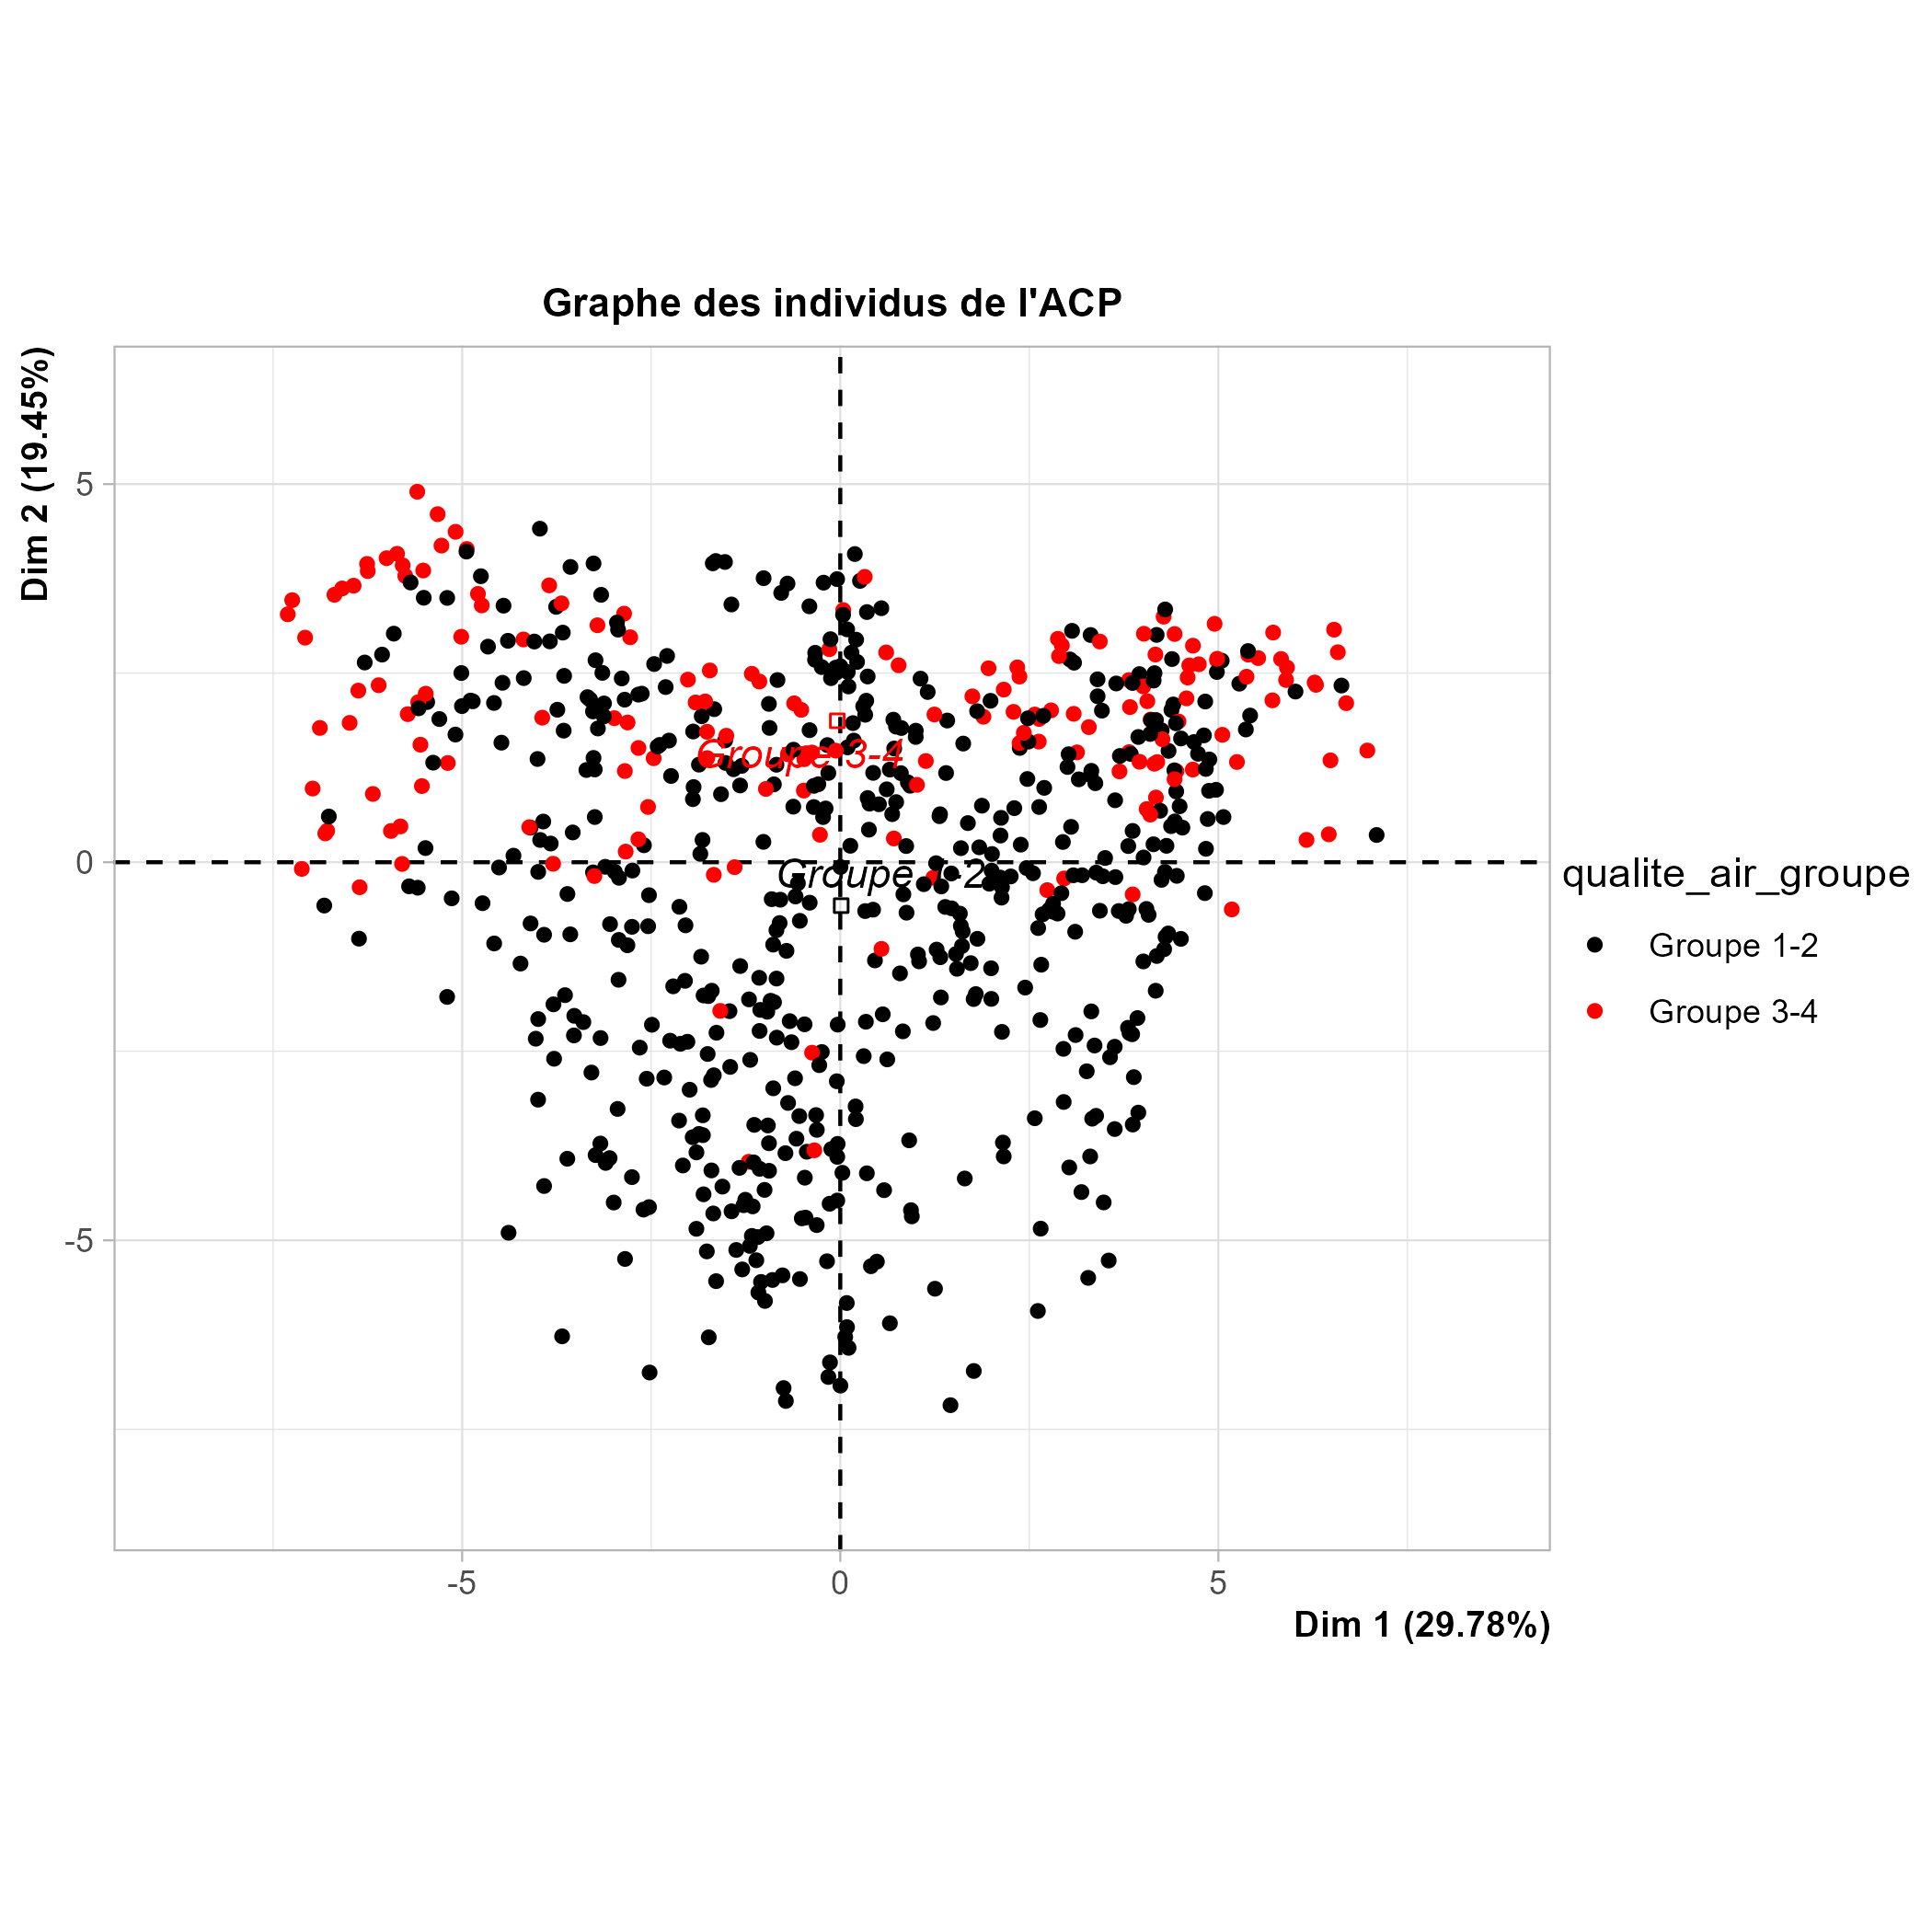 Graphe des individus de l'ACP
Dim 2 (19.45%)
5
0
-5
Groupe 3-4
Groupe 1-2
-5
0
5
Dim 1 (29.78%)
qualite_air_groupe
Groupe 1-2
Groupe 3-4